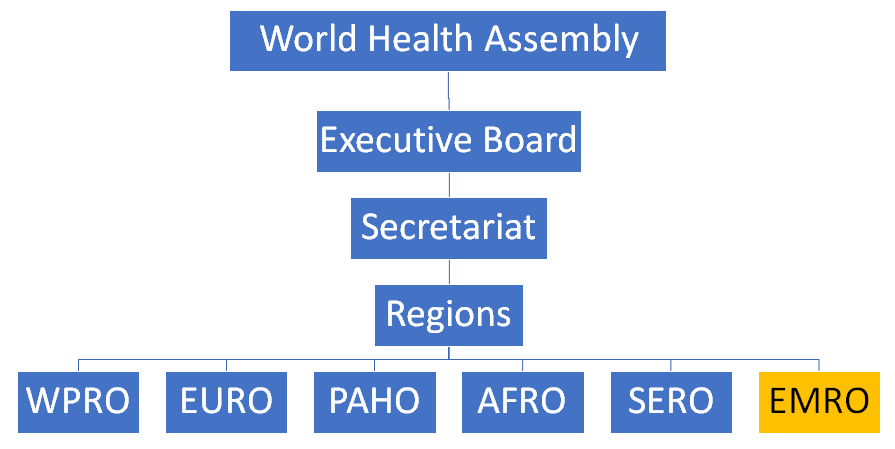 World Health Assembly
Executive Board
Secretariat
Regions
WPRO EURO PAHO AFRO SERO EMRO